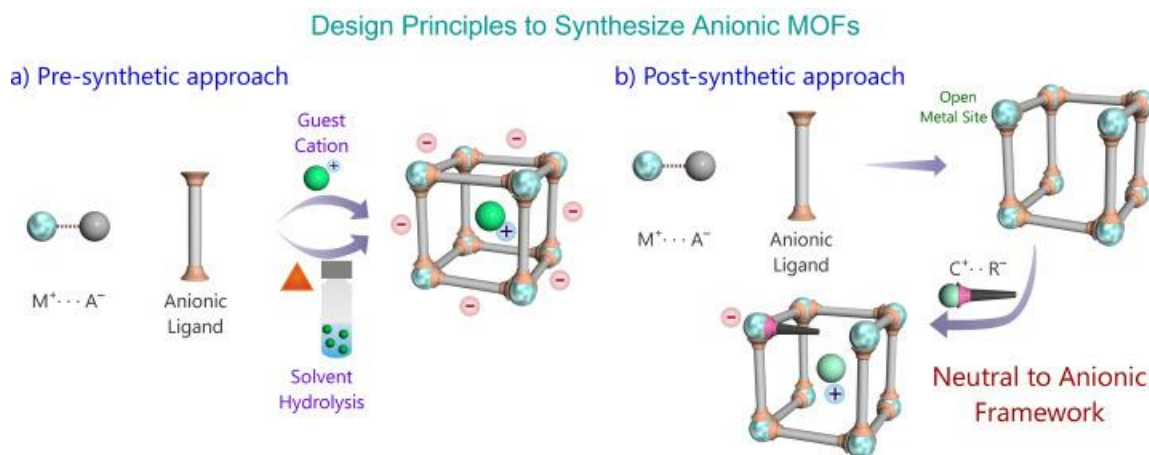 Design Principles to Synthesize Anionic MOFs
a) Pre-synthetic approach
Guest
Cation
+
M⁺··· A⁻
Anionic
Ligand
Solvent
Hydrolysis
−
−
−
−
−
−
−
+
b) Post-synthetic approach
M⁺··· A⁻
Anionic
Ligand
Open
Metal Site
C⁺·· R⁻
−
+
Neutral to Anionic
Framework